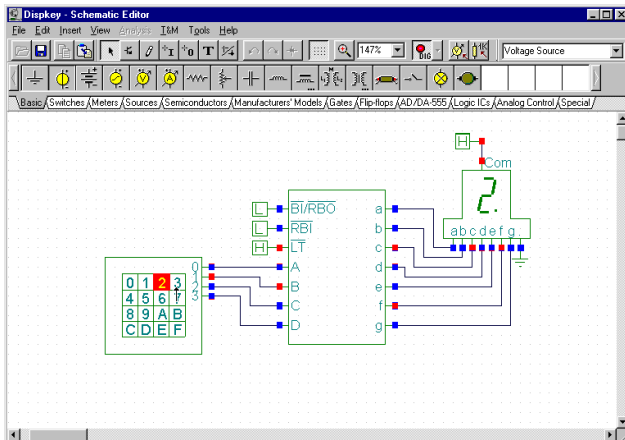 Dispkey - Schematic Editor
File Edit Insert View Analysis T&M Tools Help
147% DIG 1K Voltage Source
Basic Switches Meters Sources Semiconductors Manufacturers' Models Gates Flip-flops AD/DA-555 Logic ICs Analog Control Special
H
Com
2.
L BI/RBO a
L RBI b abcdefg.
H LT c
0 A d
1 B e
2 C f
3 D g
0 1 2 3
4 5 6 7
8 9 A B
C D E F